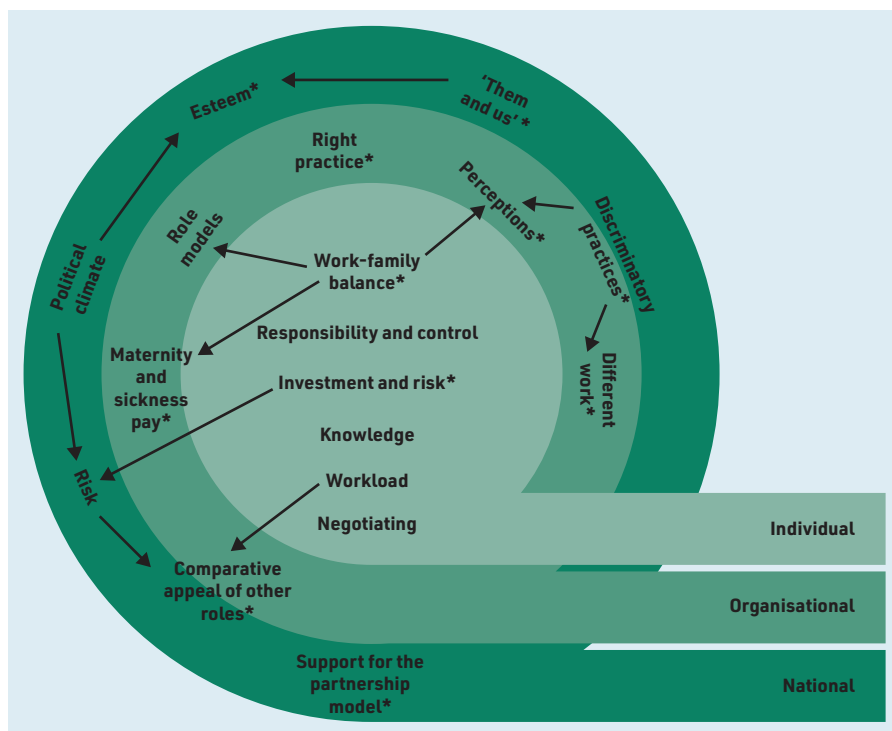 'Them
and us'*
Esteem*
Right
practice*
Perceptions*
Role
models
Discriminatory
practices*
Political
climate
Work-family
balance*
Responsibility and control
Maternity
and
sickness
pay*
Investment and risk*
Different
work*
Knowledge
Risk
Workload
Negotiating
Individual
Comparative
appeal of other
roles*
Organisational
Support for the
partnership
model*
National